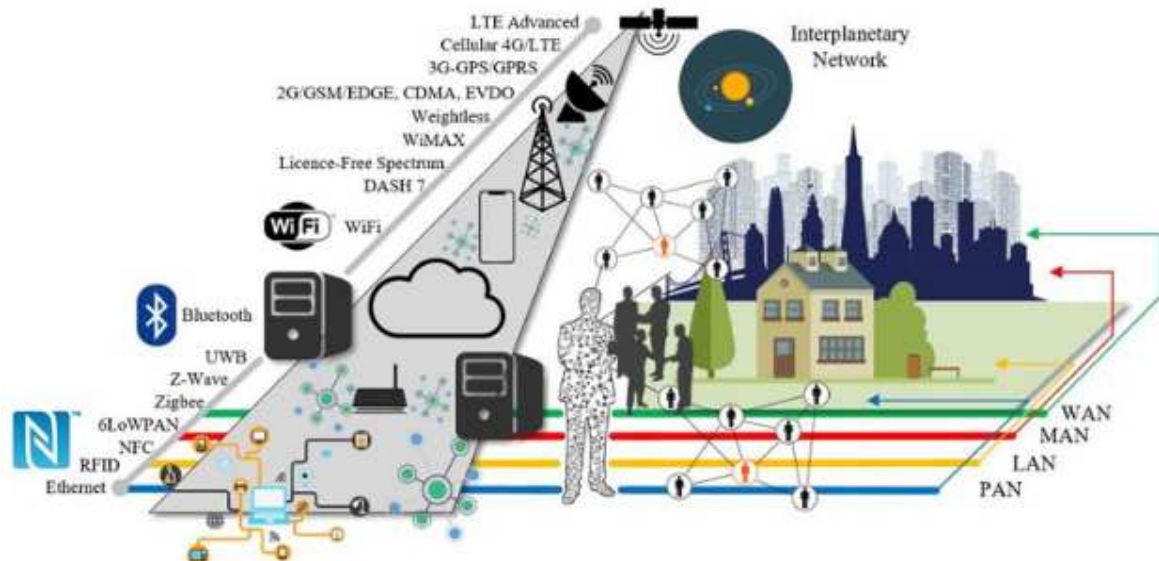 LTE Advanced
Cellular 4G/LTE
3G-GPS/GPRS
2G/GSM/EDGE, CDMA, EVDO
Weightless
WiMAX
Licence-Free Spectrum
DASH 7
WiFi WiFi
Bluetooth
UWB
Z-Wave
Zigbee
6LoWPAN
NFC
RFID
Ethernet
Interplanetary
Network
WAN
MAN
LAN
PAN